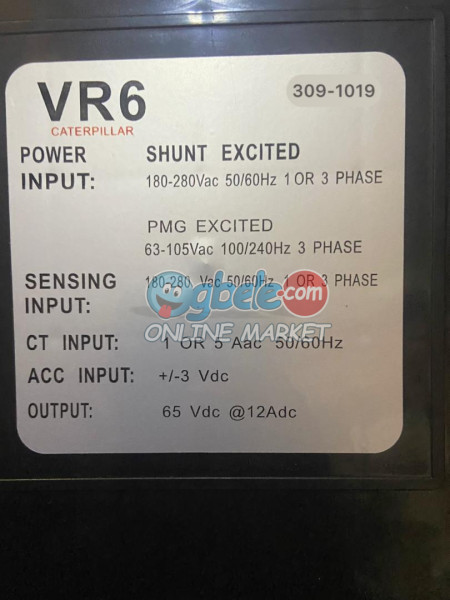 VR6
309-1019
CATERPILLAR
POWER INPUT: SHUNT EXCITED
180-280Vac 50/60Hz 1 OR 3 PHASE
PMG EXCITED
63-105Vac 100/240Hz 3 PHASE
SENSING INPUT: 180-280 Vac 50/60Hz 1 OR 3 PHASE
Ogbele.com
ONLINE MARKET
CT INPUT: 1 OR 5 Aac 50/60Hz
ACC INPUT: +/-3 Vdc
OUTPUT: 65 Vdc @12Adc